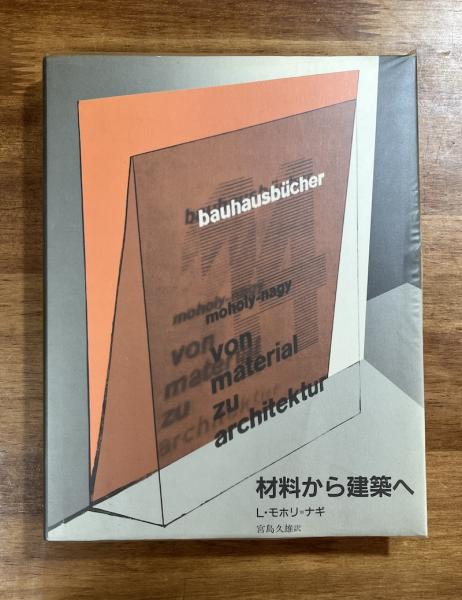 bauhausbücher
14
moholy-nagy
von
material
zu
architektur
材料から建築へ
L・モホリ=ナギ
宮島久雄訳